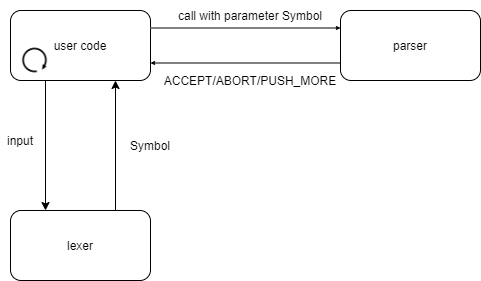 call with parameter Symbol
user code
parser
ACCEPT/ABORT/PUSH_MORE
input
Symbol
lexer